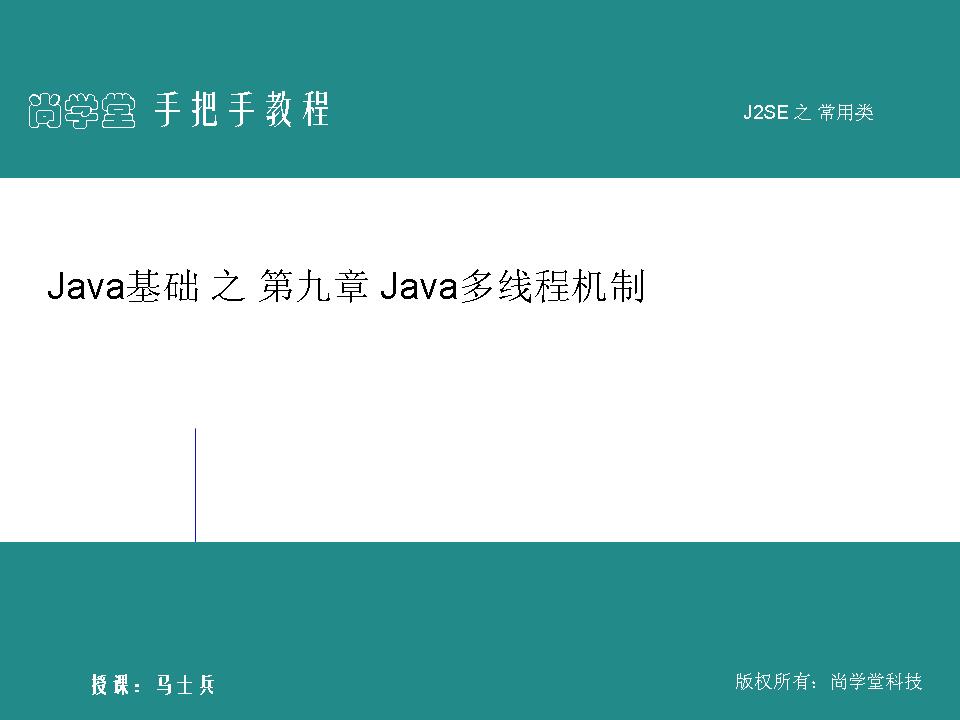 尚学堂 手把手教程
J2SE 之 常用类
Java基础 之 第九章 Java多线程机制
授课：马士兵
版权所有：尚学堂科技